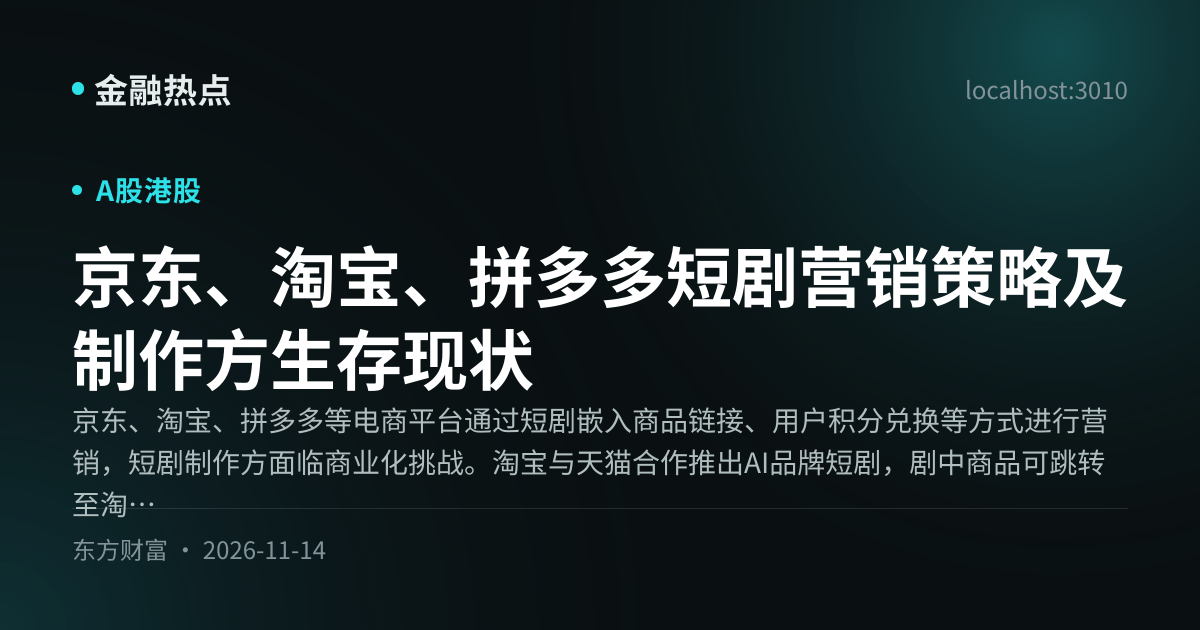 金融热点
localhost:3010
A股港股
京东、淘宝、拼多多短剧营销策略及
制作方生存现状
京东、淘宝、拼多多等电商平台通过短剧嵌入商品链接、用户积分兑换等方式进行营
销，短剧制作方面临商业化挑战。淘宝与天猫合作推出AI品牌短剧，剧中商品可跳转
至淘…
东方财富 • 2026-11-14